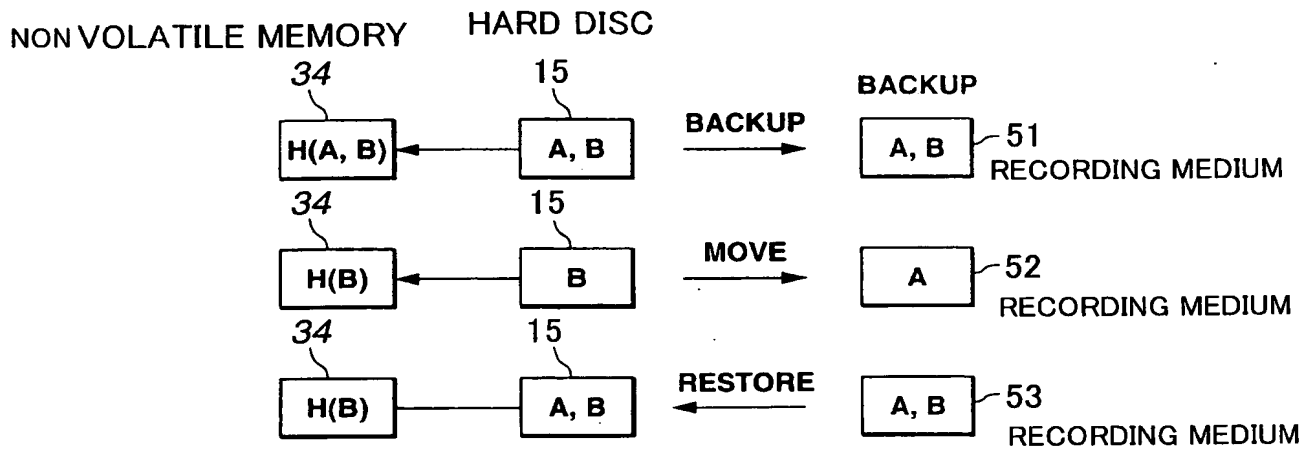 NON VOLATILE MEMORY
HARD DISC
34
15
BACKUP
H(A, B)
A, B
BACKUP
A, B
51
RECORDING MEDIUM
34
15
H(B)
B
MOVE
A
52
RECORDING MEDIUM
34
15
H(B)
A, B
RESTORE
A, B
53
RECORDING MEDIUM